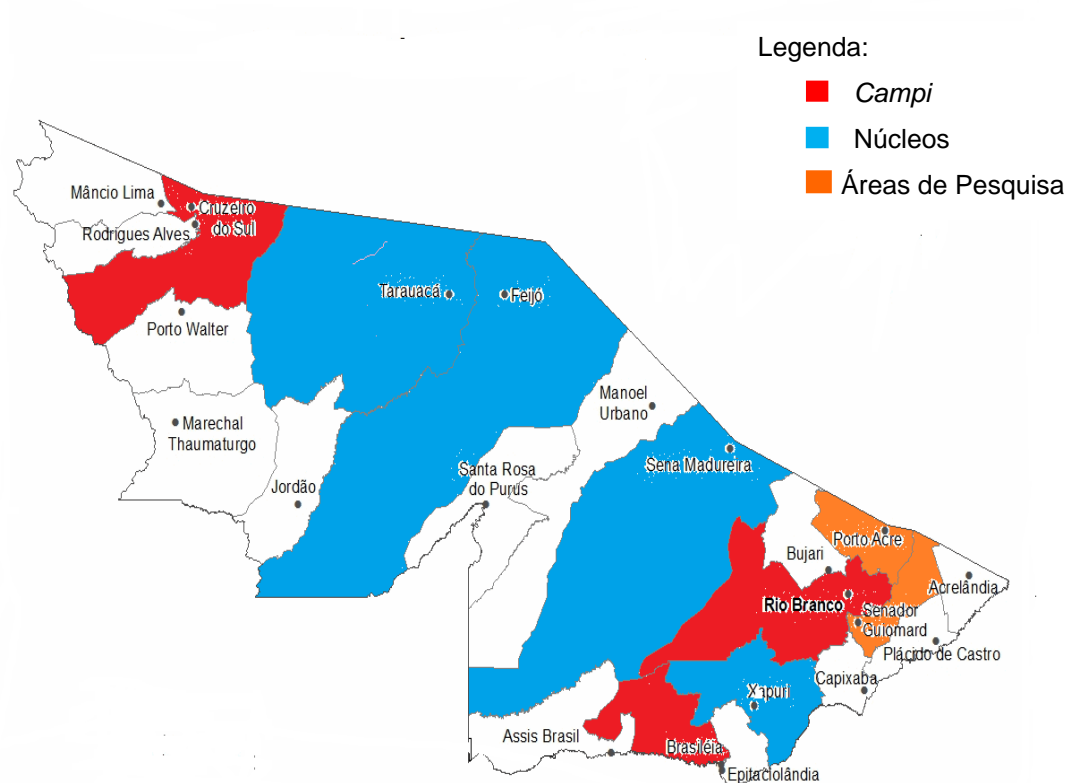 Legenda:
Campi
Núcleos
Áreas de Pesquisa
Mâncio Lima
Cruzeiro
do Sul
Rodrigues Alves
Tarauacá
Feijó
Porto Walter
Manoel
Urbano
Marechal
Thaumaturgo
Sena Madureira
Santa Rosa
do Purus
Jordão
Porto Acre
Bujari
Acrelândia
Rio Branco
Senador
Guiomard
Plácido de Castro
Capixaba
Xapuri
Assis Brasil
Brasiléia
Epitaciolândia